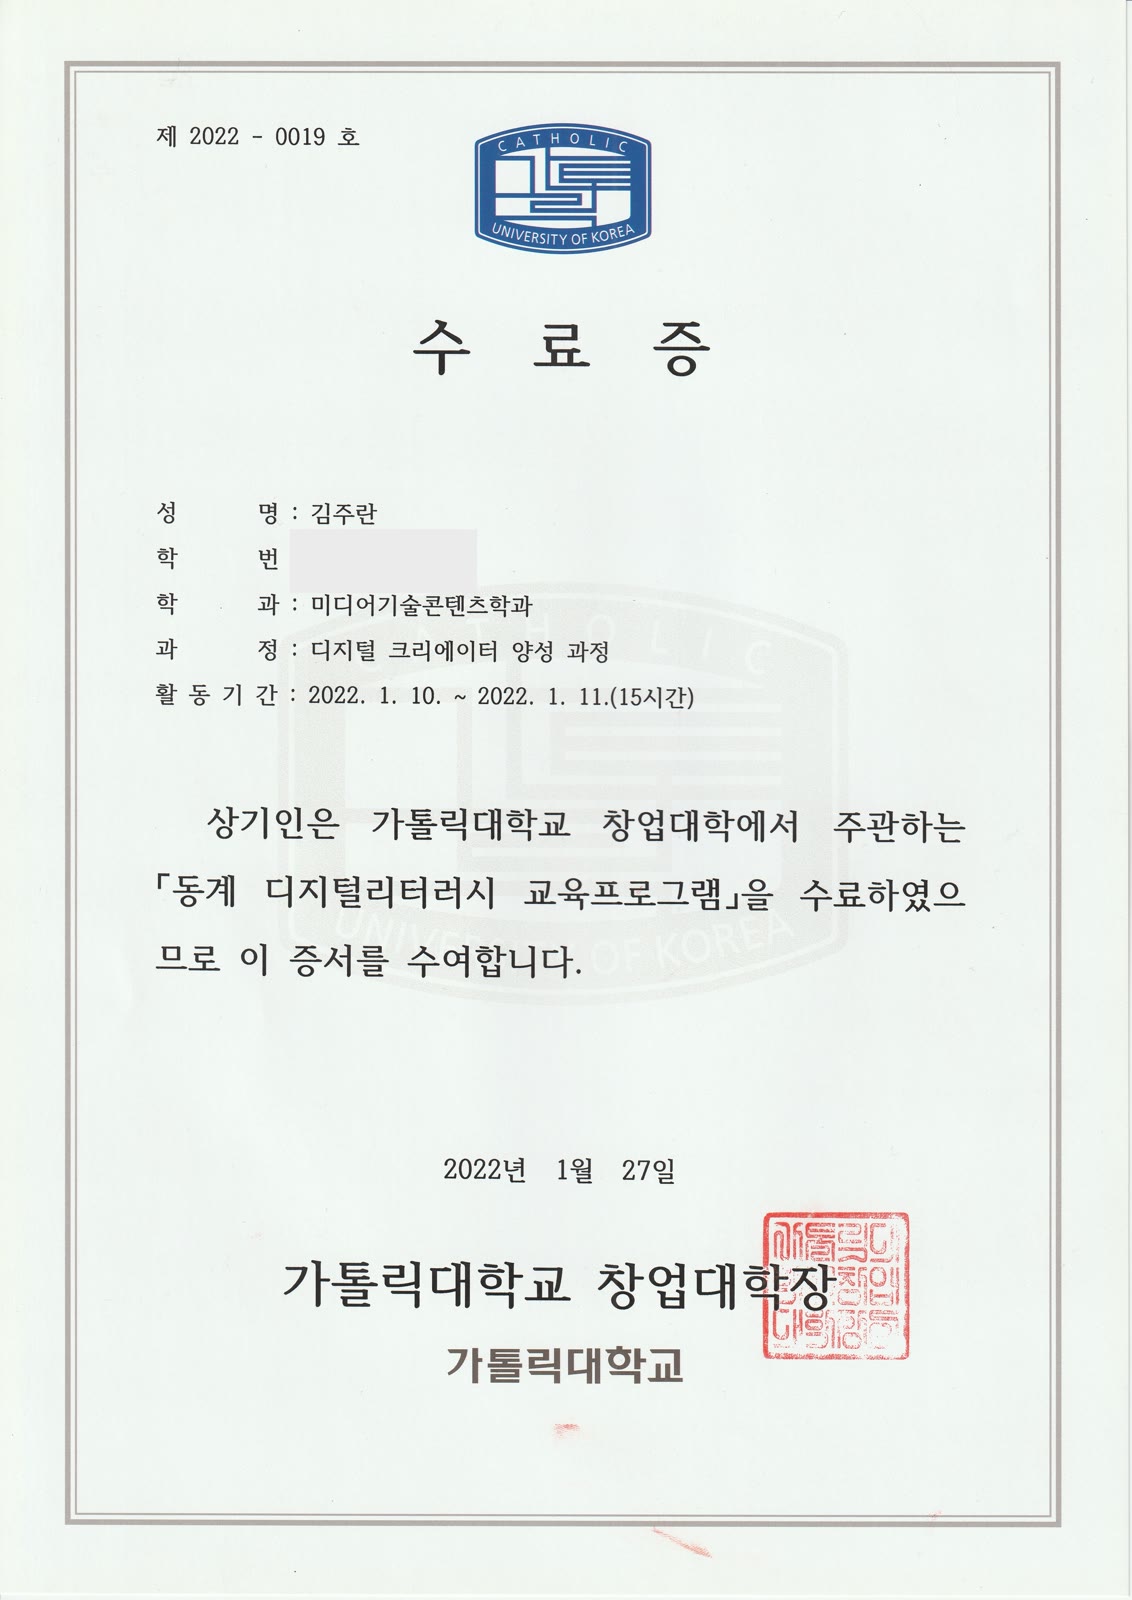 제 2022 - 0019 호
CATHOLIC
UNIVERSITY OF KOREA
수 료 증
성 명 : 김주란
학 번
학 과 : 미디어기술콘텐츠학과
과 정 : 디지털 크리에이터 양성 과정
활 동 기 간 : 2022. 1. 10. ~ 2022. 1. 11.(15시간)
상기인은 가톨릭대학교 창업대학에서 주관하는
「동계 디지털리터러시 교육프로그램」을 수료하였으
므로 이 증서를 수여합니다.
CATHOLIC
UNIVERSITY OF KOREA
2022년 1월 27일
가톨릭대학교 창업대학장
가톨릭대학교